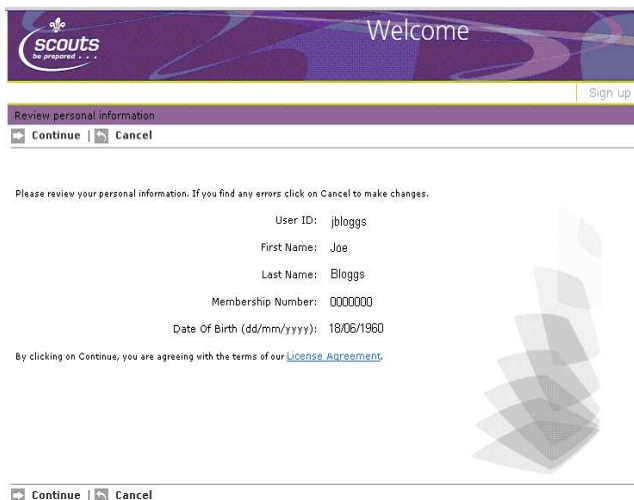 scouts
be prepared . . .
Welcome
Sign up
Review personal information
Continue | Cancel
Please review your personal information. If you find any errors click on Cancel to make changes.
User ID: jbloggs
First Name: Joe
Last Name: Bloggs
Membership Number: 0000000
Date Of Birth (dd/mm/yyyy): 18/06/1960
By clicking on Continue, you are agreeing with the terms of our License Agreement.
Continue | Cancel